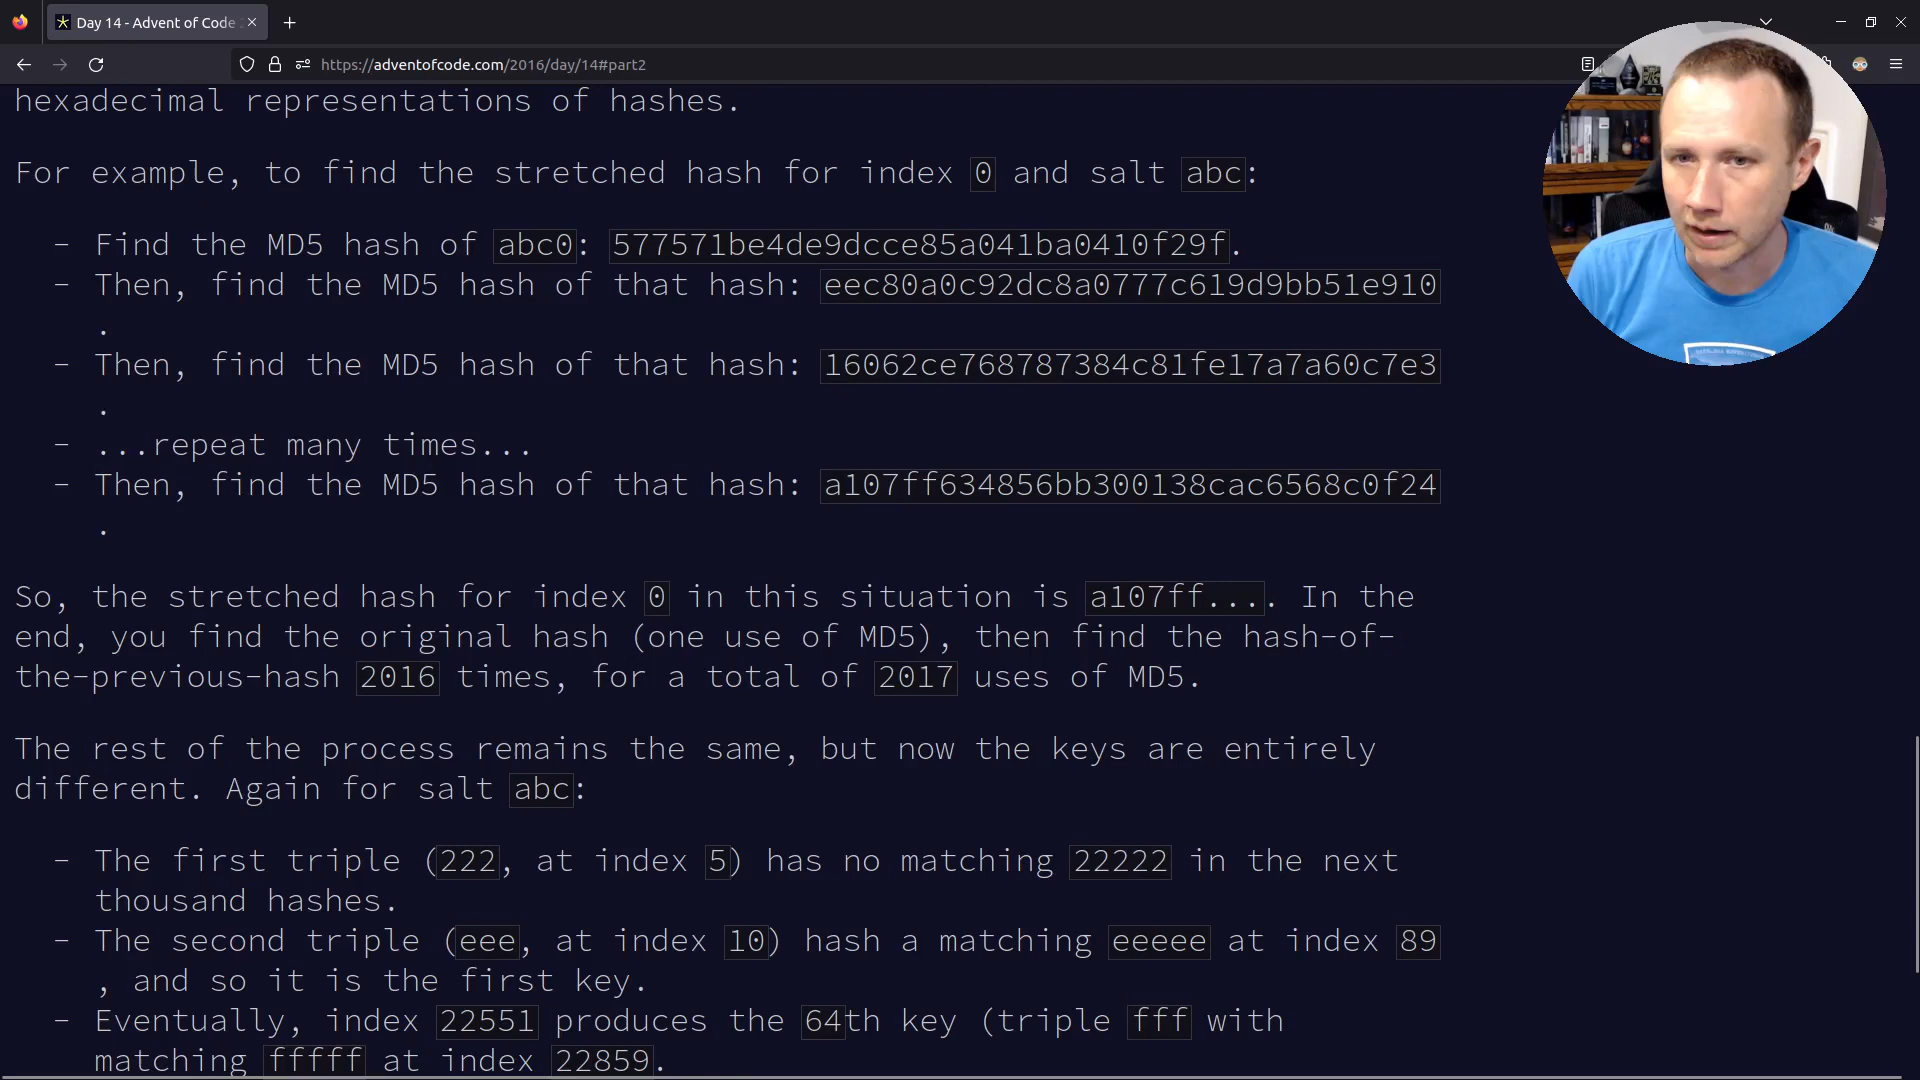 Day 14 - Advent of Code
https://adventofcode.com/2016/day/14#part2
hexadecimal representations of hashes.
For example, to find the stretched hash for index 0 and salt abc:
- Find the MD5 hash of abc0: 577571be4de9dcce85a041ba0410f29f.
- Then, find the MD5 hash of that hash: eec80a0c92dc8a0777c619d9bb51e910
.
- Then, find the MD5 hash of that hash: 16062ce768787384c81fe17a7a60c7e3
.
- ...repeat many times...
- Then, find the MD5 hash of that hash: a107ff634856bb300138cac6568c0f24
.
So, the stretched hash for index 0 in this situation is a107ff.... In the
end, you find the original hash (one use of MD5), then find the hash-of-
the-previous-hash 2016 times, for a total of 2017 uses of MD5.
The rest of the process remains the same, but now the keys are entirely
different. Again for salt abc:
- The first triple (222, at index 5) has no matching 22222 in the next
thousand hashes.
- The second triple (eee, at index 10) hash a matching eeeee at index 89
, and so it is the first key.
- Eventually, index 22551 produces the 64th key (triple fff with
matching fffff at index 22859.